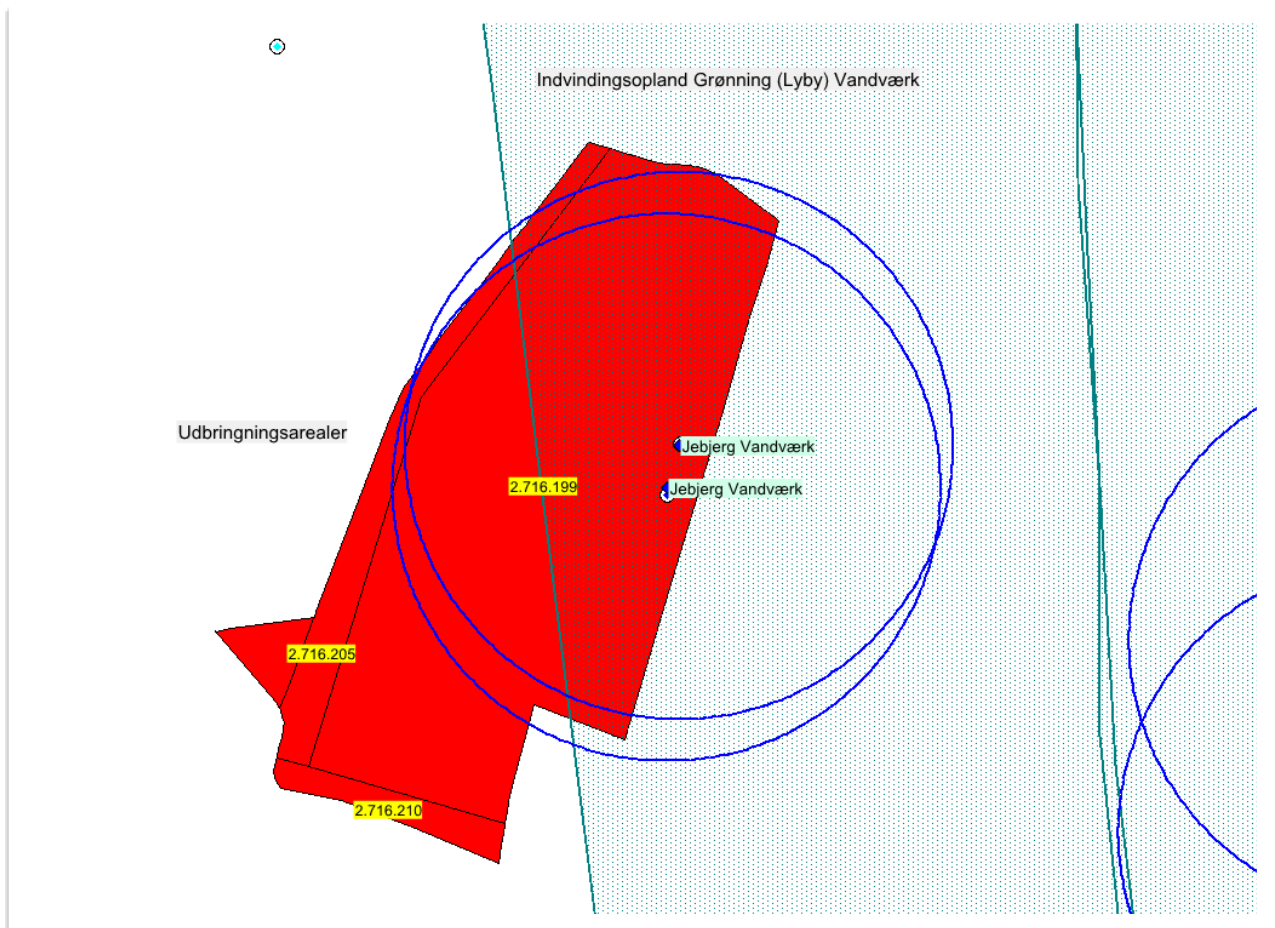 Indvindingsopland Grønning (Lyby) Vandværk
Udbringningsarealer
Jebjerg Vandværk
2.716.199
Jebjerg Vandværk
2.716.205
2.716.210